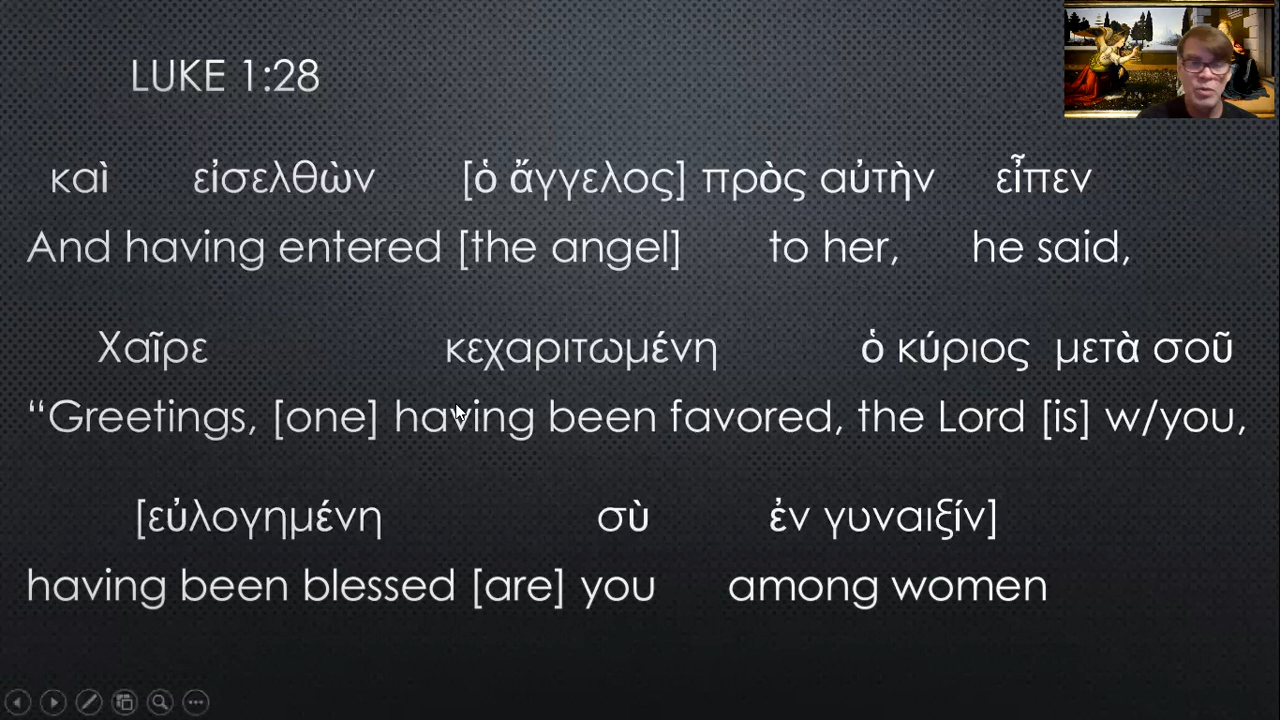 LUKE 1:28
καὶ εἰσελθὼν [ὁ ἄγγελος] πρὸς αὐτὴν εἶπεν
And having entered [the angel] to her, he said,
Χαῖρε κεχαριτωμένη ὁ κύριος μετὰ σοῦ
“Greetings, [one] having been favored, the Lord [is] w/you,
[εὐλογημένη σὺ ἐν γυναιξίν]
having been blessed [are] you among women